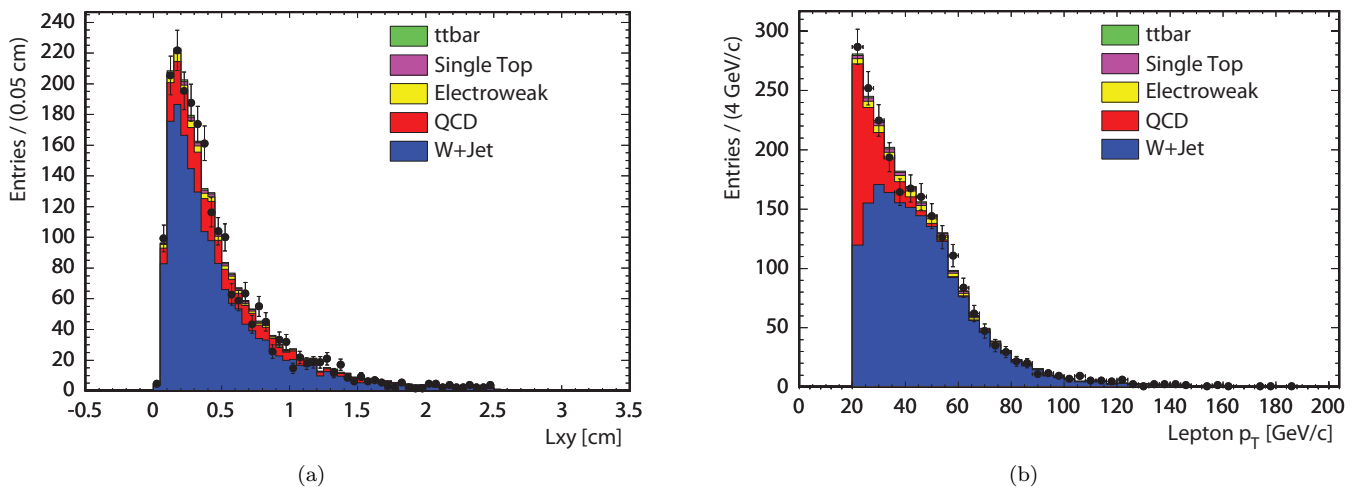 Entries / (0.05 cm)
240
220
200
180
160
140
120
100
80
60
40
20
0
ttbar
Single Top
Electroweak
QCD
W+Jet
-0.5 0 0.5 1 1.5 2 2.5 3 3.5
Lxy [cm]
(a)
Entries / (4 GeV/c)
300
250
200
150
100
50
0
ttbar
Single Top
Electroweak
QCD
W+Jet
0 20 40 60 80 100 120 140 160 180 200
Lepton p_T [GeV/c]
(b)